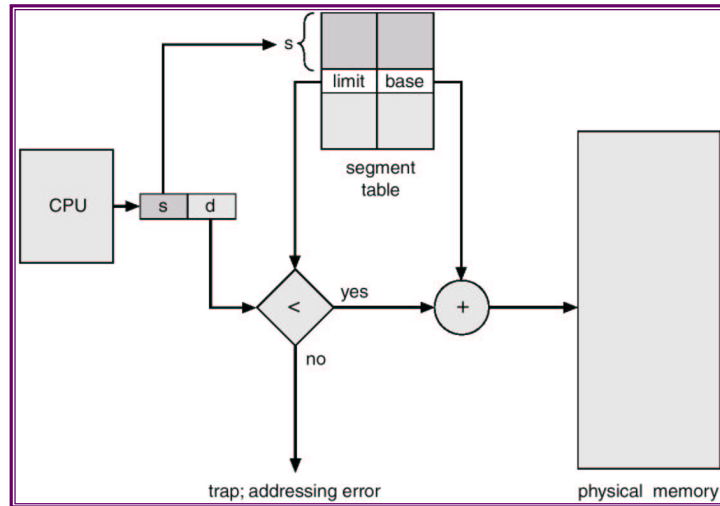 s
limit base
segment
table
CPU
s d
<
yes
+
no
trap; addressing error
physical memory